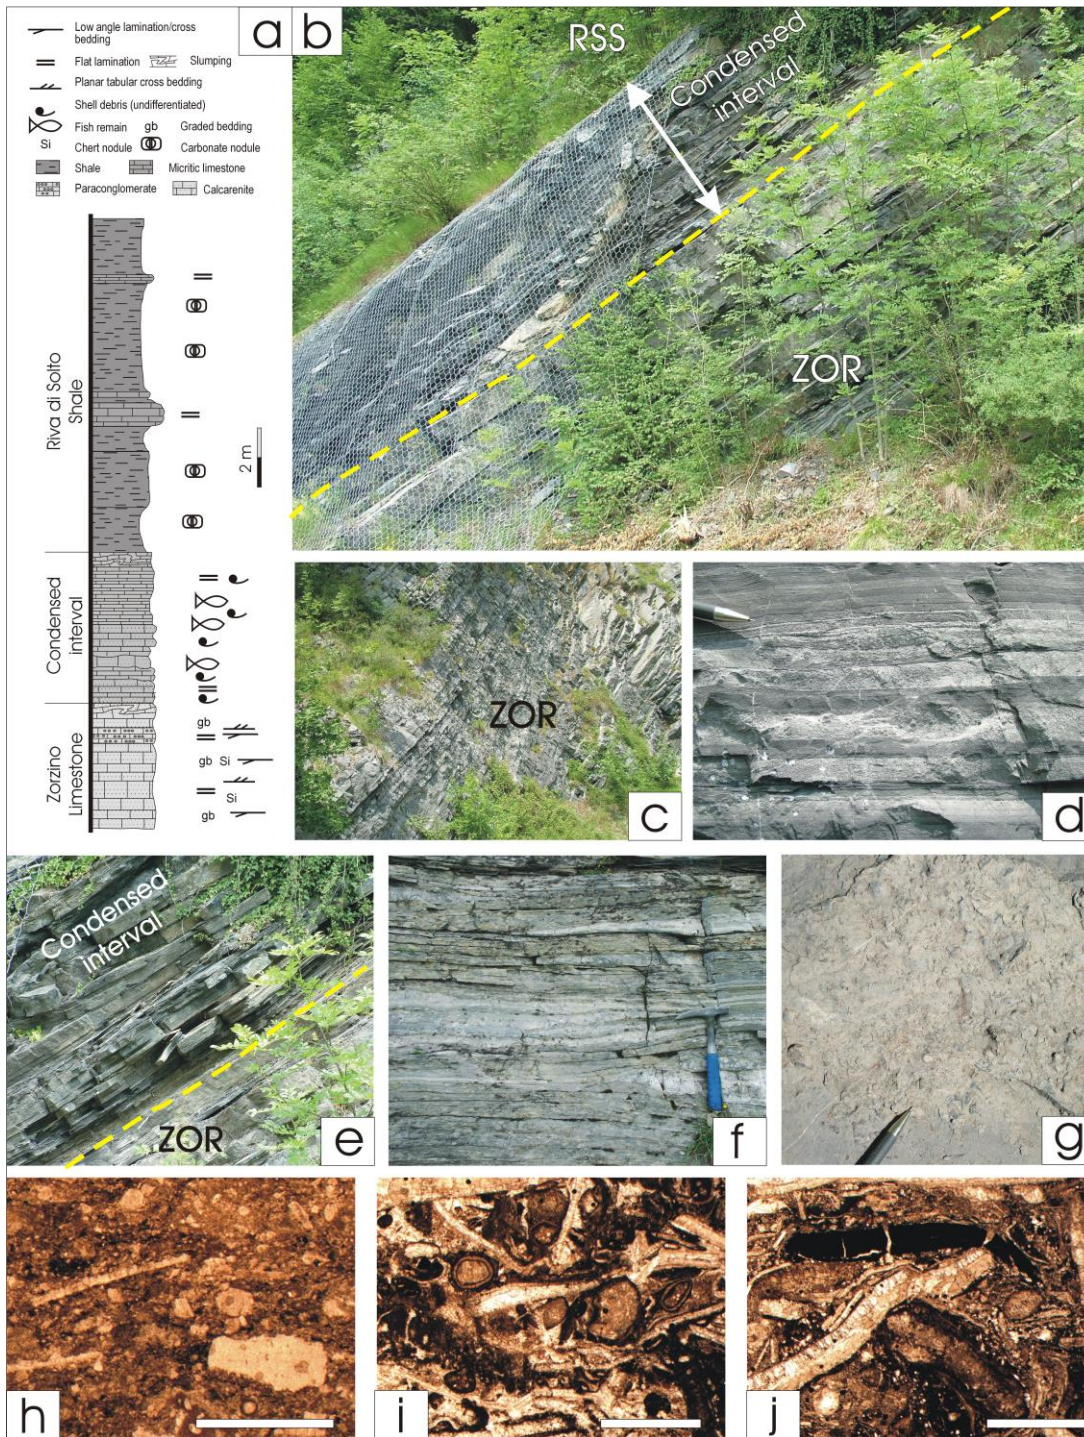 a
b
Low angle lamination/cross
bedding
Flat lamination
Slumping
Planar tabular cross bedding
Shell debris (undifferentiated)
Fish remain
gb
Graded bedding
Si
Chert nodule
Carbonate nodule
Shale
Micritic limestone
Paraconglomerate
Calcarenite
Riva di Solto
Shale
2 m
Condensed
interval
Zorzino
Limestone
gb
gb
Si
Si
gb
RSS
Condensed
interval
ZOR
ZOR
c
d
Condensed
interval
ZOR
e
f
g
h
i
j